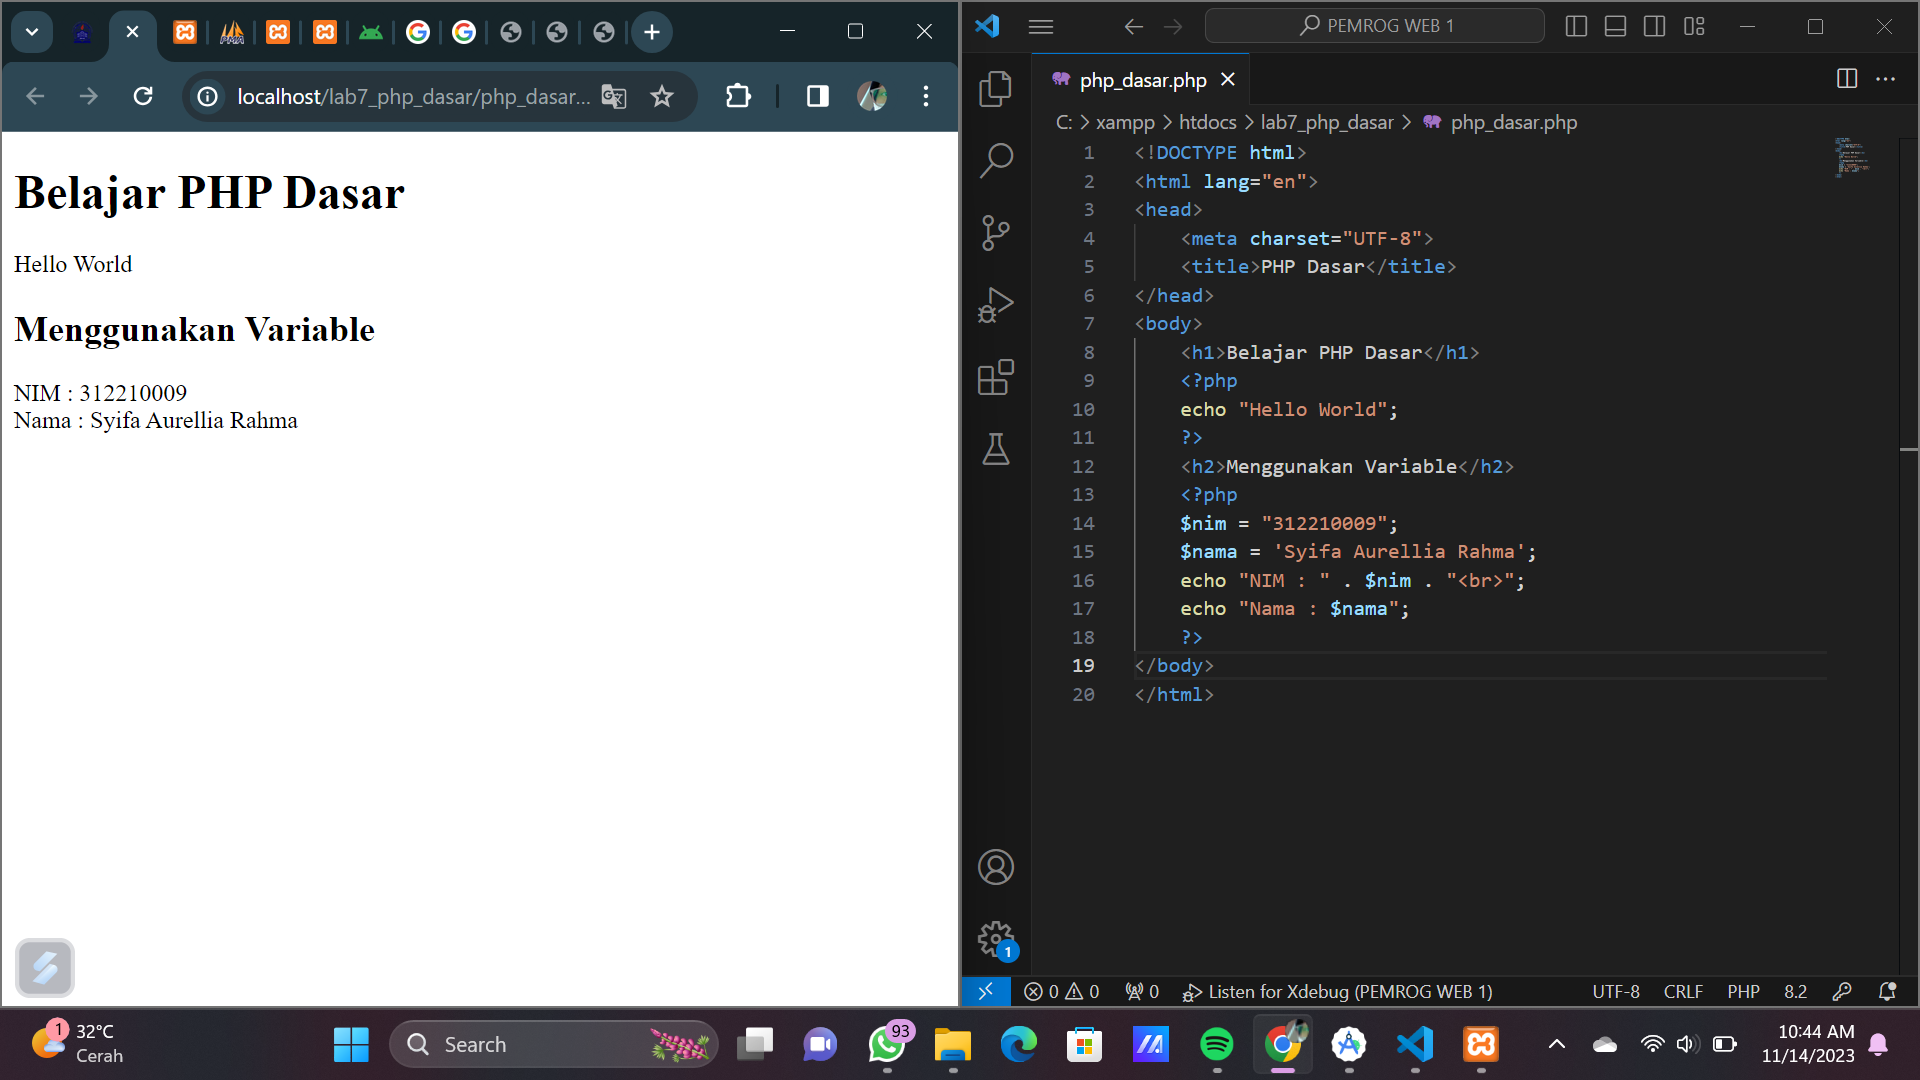 localhost/lab7_php_dasar/php_dasar...
Belajar PHP Dasar
Hello World
Menggunakan Variable
NIM : 312210009
Nama : Syifa Aurellia Rahma
PEMROG WEB 1
php_dasar.php
C: > xampp > htdocs > lab7_php_dasar > php_dasar.php
1 <!DOCTYPE html>
2 <html lang="en">
3 <head>
4 <meta charset="UTF-8">
5 <title>PHP Dasar</title>
6 </head>
7 <body>
8 <h1>Belajar PHP Dasar</h1>
9 <?php
10 echo "Hello World";
11 ?>
12 <h2>Menggunakan Variable</h2>
13 <?php
14 $nim = "312210009";
15 $nama = 'Syifa Aurellia Rahma';
16 echo "NIM : " . $nim . "<br>";
17 echo "Nama : $nama";
18 ?>
19 </body>
20 </html>
1
0 0 0 Listen for Xdebug (PEMROG WEB 1) UTF-8 CRLF PHP 8.2
1
32°C
Cerah
Search
93
10:44 AM
11/14/2023